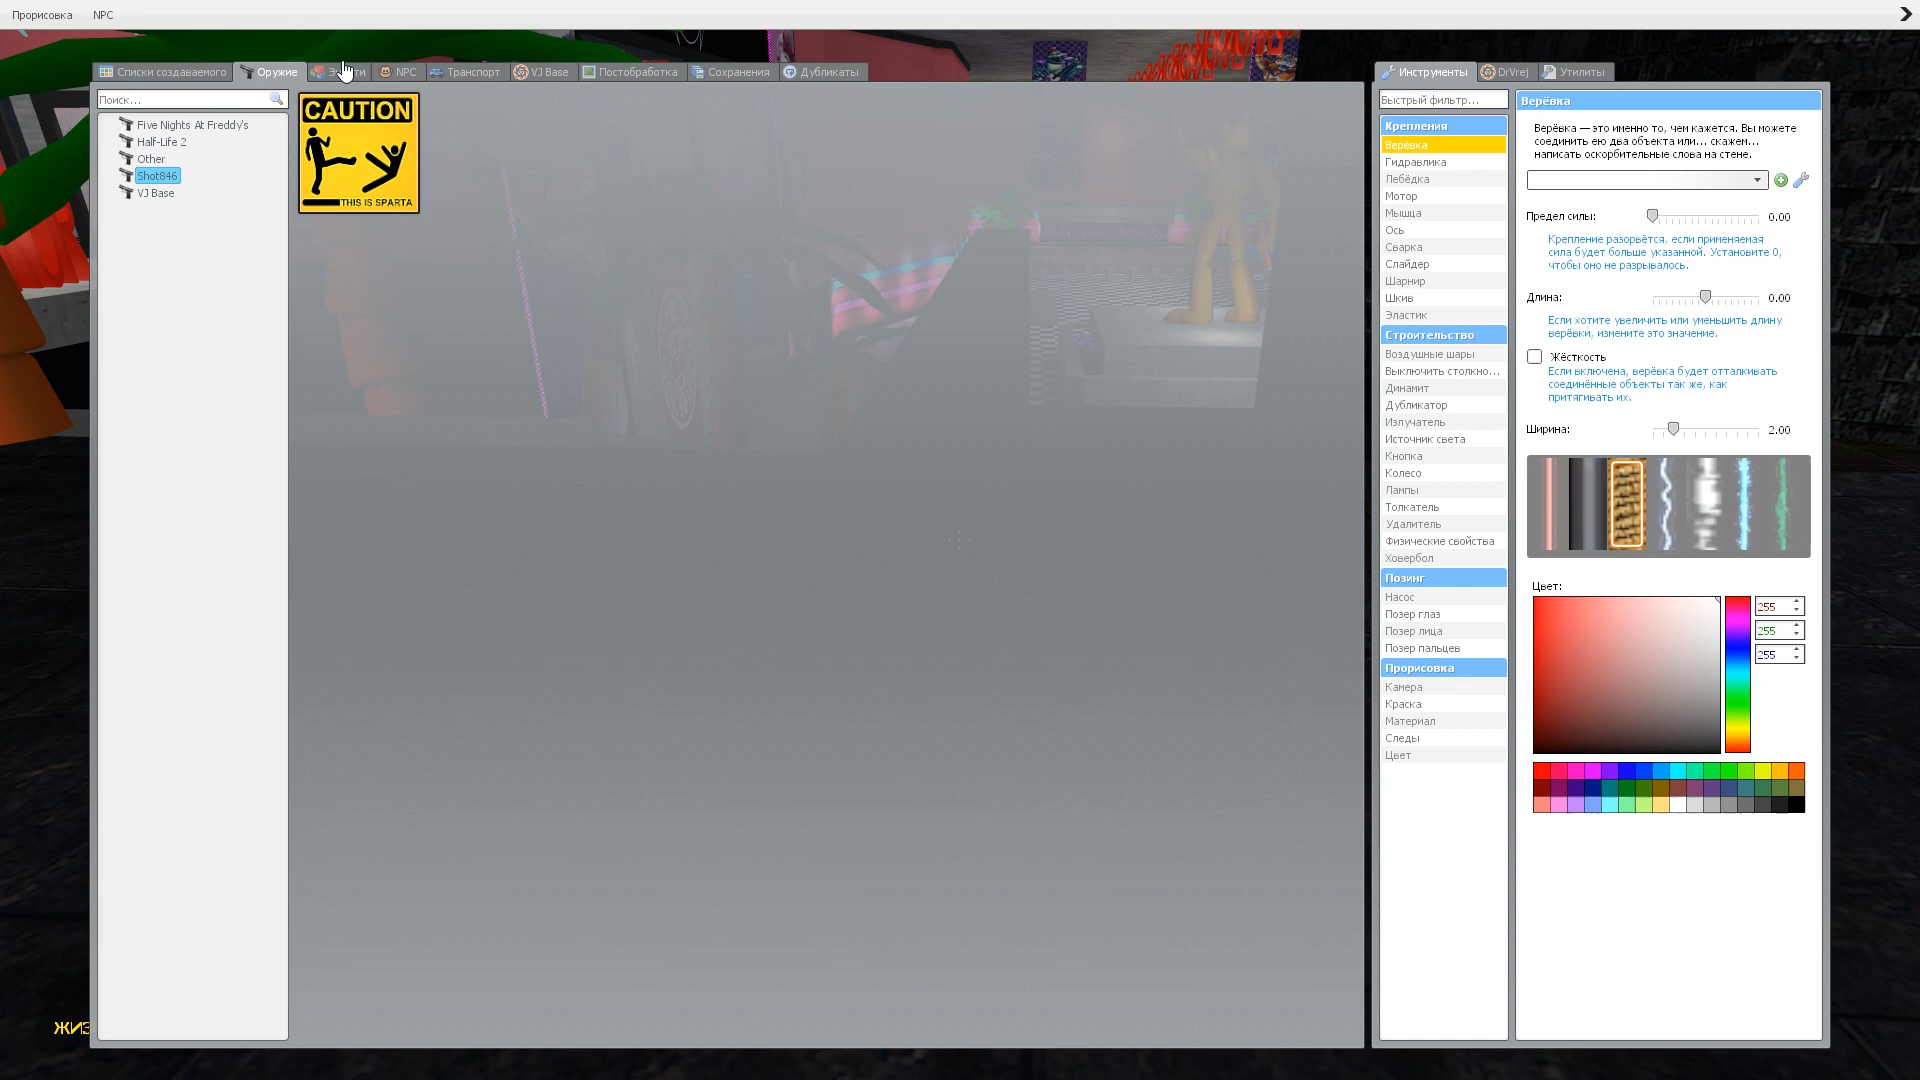 Прорисовка NPC
Списки создаваемого Оружие NPC Транспорт VJ Base Постобработка Сохранения Дубликаты
Поиск...
Five Nights At Freddy's
Half-Life 2
Other
Shot846
VJ Base
CAUTION
THIS IS SPARTA
Инструменты DrVrej Утилиты
Быстрый фильтр...
Крепления
Верёвка
Гидравлика
Лебёдка
Мотор
Мышца
Ось
Сварка
Слайдер
Шарнир
Шкив
Эластик
Строительство
Воздушные шары
Выключить столкно...
Динамит
Дубликатор
Излучатель
Источник света
Кнопка
Колесо
Лампы
Толкатель
Удалитель
Физические свойства
Ховербол
Позинг
Насос
Позер глаз
Позер лица
Позер пальцев
Прорисовка
Камера
Краска
Материал
Следы
Цвет
Верёвка
Верёвка — это именно то, чем кажется. Вы можете
соединить ею два объекта или... скажем...
написать оскорбительные слова на стене.
Предел силы: 0.00
Крепление разорвётся, если применяемая
сила будет больше указанной. Установите 0,
чтобы оно не разрывалось.
Длина: 0.00
Если хотите увеличить или уменьшить длину
верёвки, измените это значение.
Жёсткость
Если включена, верёвка будет отталкивать
соединённые объекты так же, как
притягивать их.
Ширина: 2.00
Цвет:
255
255
255